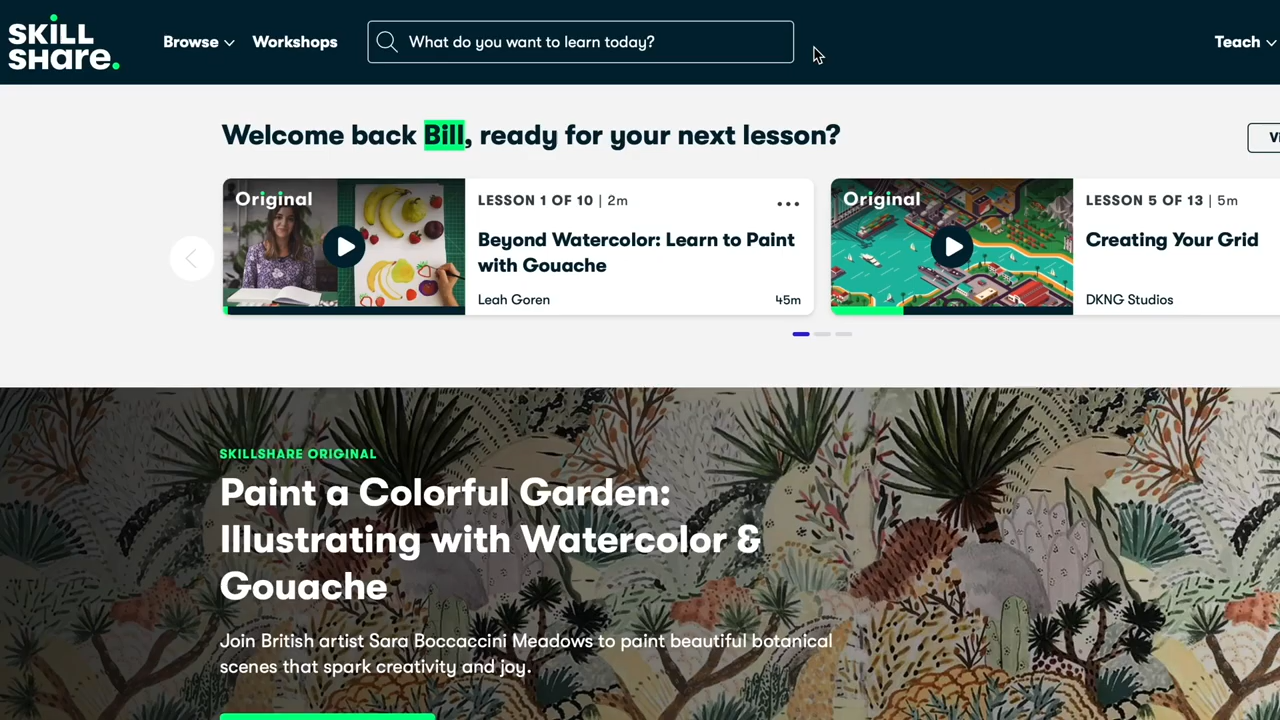 SKILL
SHare.
Browse
Workshops
What do you want to learn today?
Teach
Welcome back Bill, ready for your next lesson?
Original
LESSON 1 OF 10 | 2m
Beyond Watercolor: Learn to Paint
with Gouache
Leah Goren
45m
Original
LESSON 5 OF 13 | 5m
Creating Your Grid
DKNG Studios
SKILLSHARE ORIGINAL
Paint a Colorful Garden:
Illustrating with Watercolor &
Gouache
Join British artist Sara Boccaccini Meadows to paint beautiful botanical
scenes that spark creativity and joy.